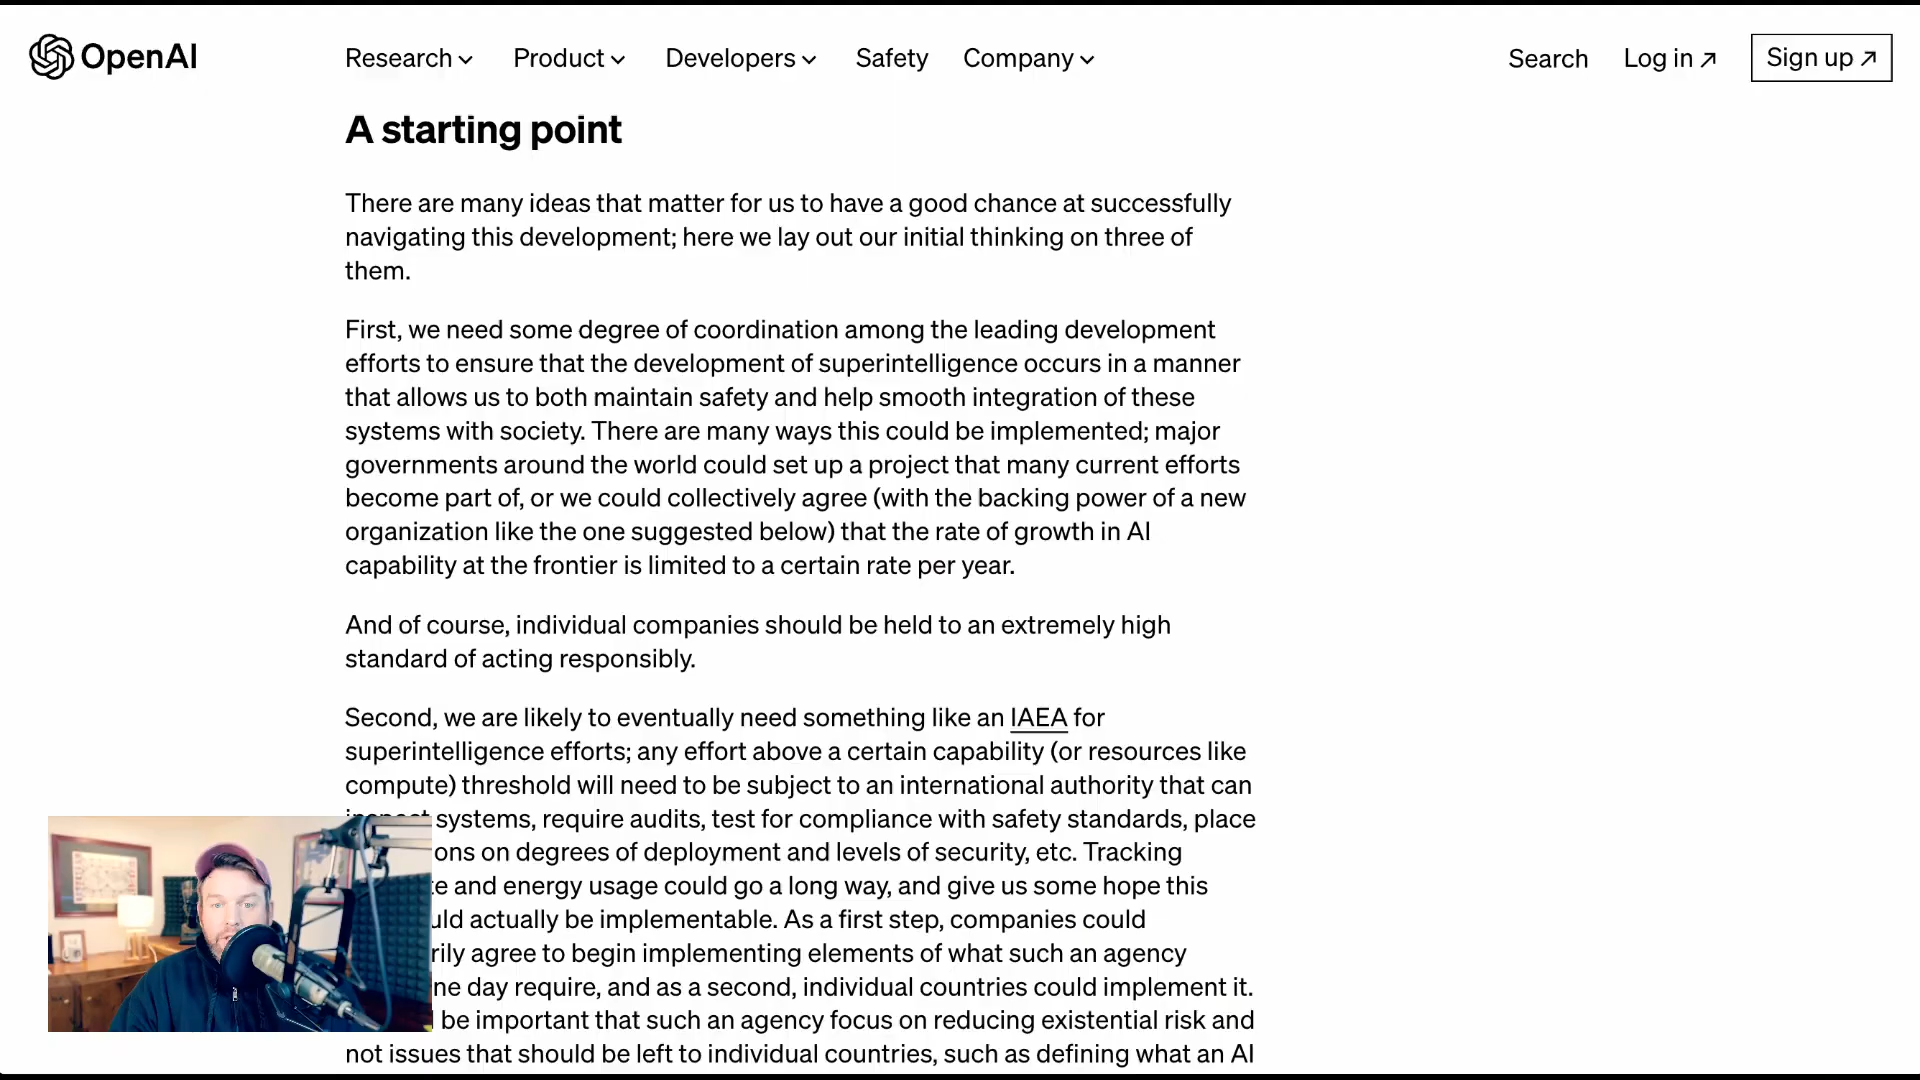 OpenAI
Research Product Developers Safety Company Search Log in ↗ Sign up ↗
A starting point
There are many ideas that matter for us to have a good chance at successfully
navigating this development; here we lay out our initial thinking on three of
them.
First, we need some degree of coordination among the leading development
efforts to ensure that the development of superintelligence occurs in a manner
that allows us to both maintain safety and help smooth integration of these
systems with society. There are many ways this could be implemented; major
governments around the world could set up a project that many current efforts
become part of, or we could collectively agree (with the backing power of a new
organization like the one suggested below) that the rate of growth in AI
capability at the frontier is limited to a certain rate per year.
And of course, individual companies should be held to an extremely high
standard of acting responsibly.
Second, we are likely to eventually need something like an IAEA for
superintelligence efforts; any effort above a certain capability (or resources like
compute) threshold will need to be subject to an international authority that can
systems, require audits, test for compliance with safety standards, place
ons on degrees of deployment and levels of security, etc. Tracking
e and energy usage could go a long way, and give us some hope this
uld actually be implementable. As a first step, companies could
rily agree to begin implementing elements of what such an agency
ne day require, and as a second, individual countries could implement it.
be important that such an agency focus on reducing existential risk and
not issues that should be left to individual countries, such as defining what an AI